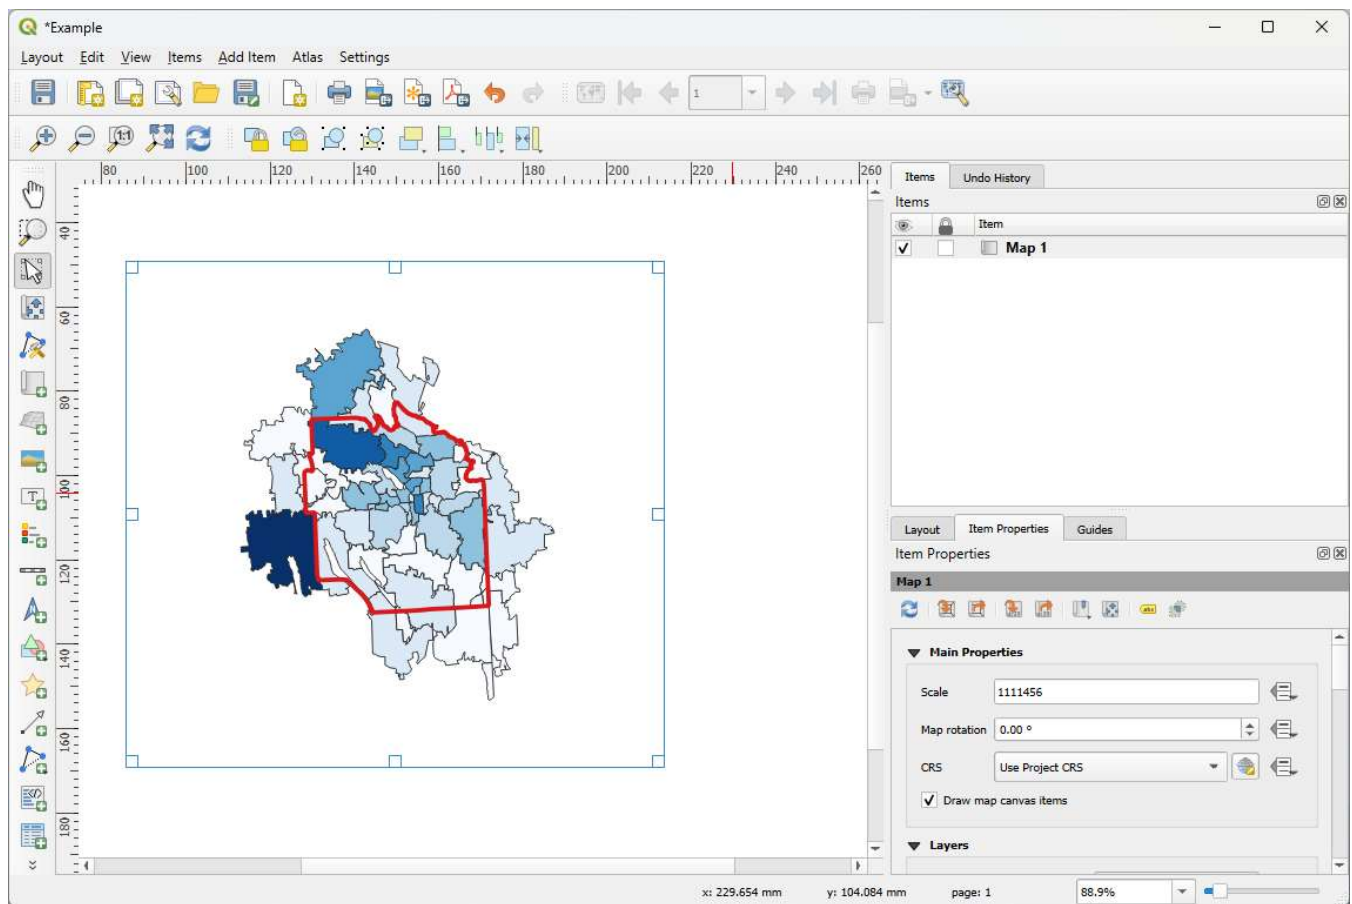 *Example
Layout Edit View Items Add Item Atlas Settings
1
1:1
80 100 120 140 160 180 200 220 240 260
Items Undo History
Items
Item
Map 1
40
60
80
100
120
140
160
180
Layout Item Properties Guides
Item Properties
Map 1
Main Properties
Scale 1111456
Map rotation 0.00 °
CRS Use Project CRS
Draw map canvas items
Layers
x: 229.654 mm y: 104.084 mm page: 1 88.9%